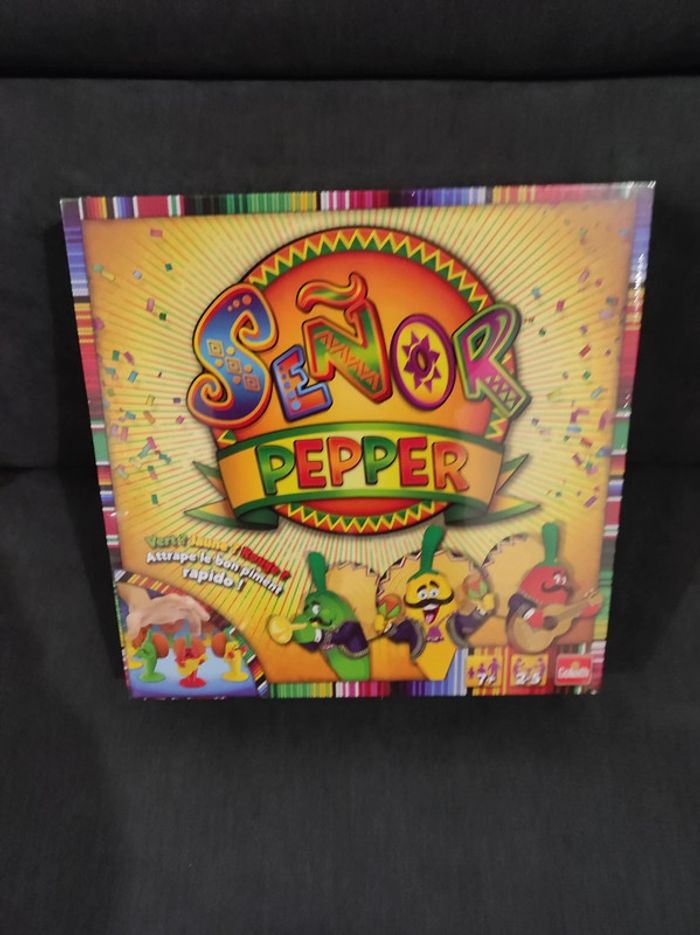 SEÑOR
PEPPER
Vert ? Jaune ? Rouge ?
Attrape le bon piment
rapido !
7+
2-5
Goliath